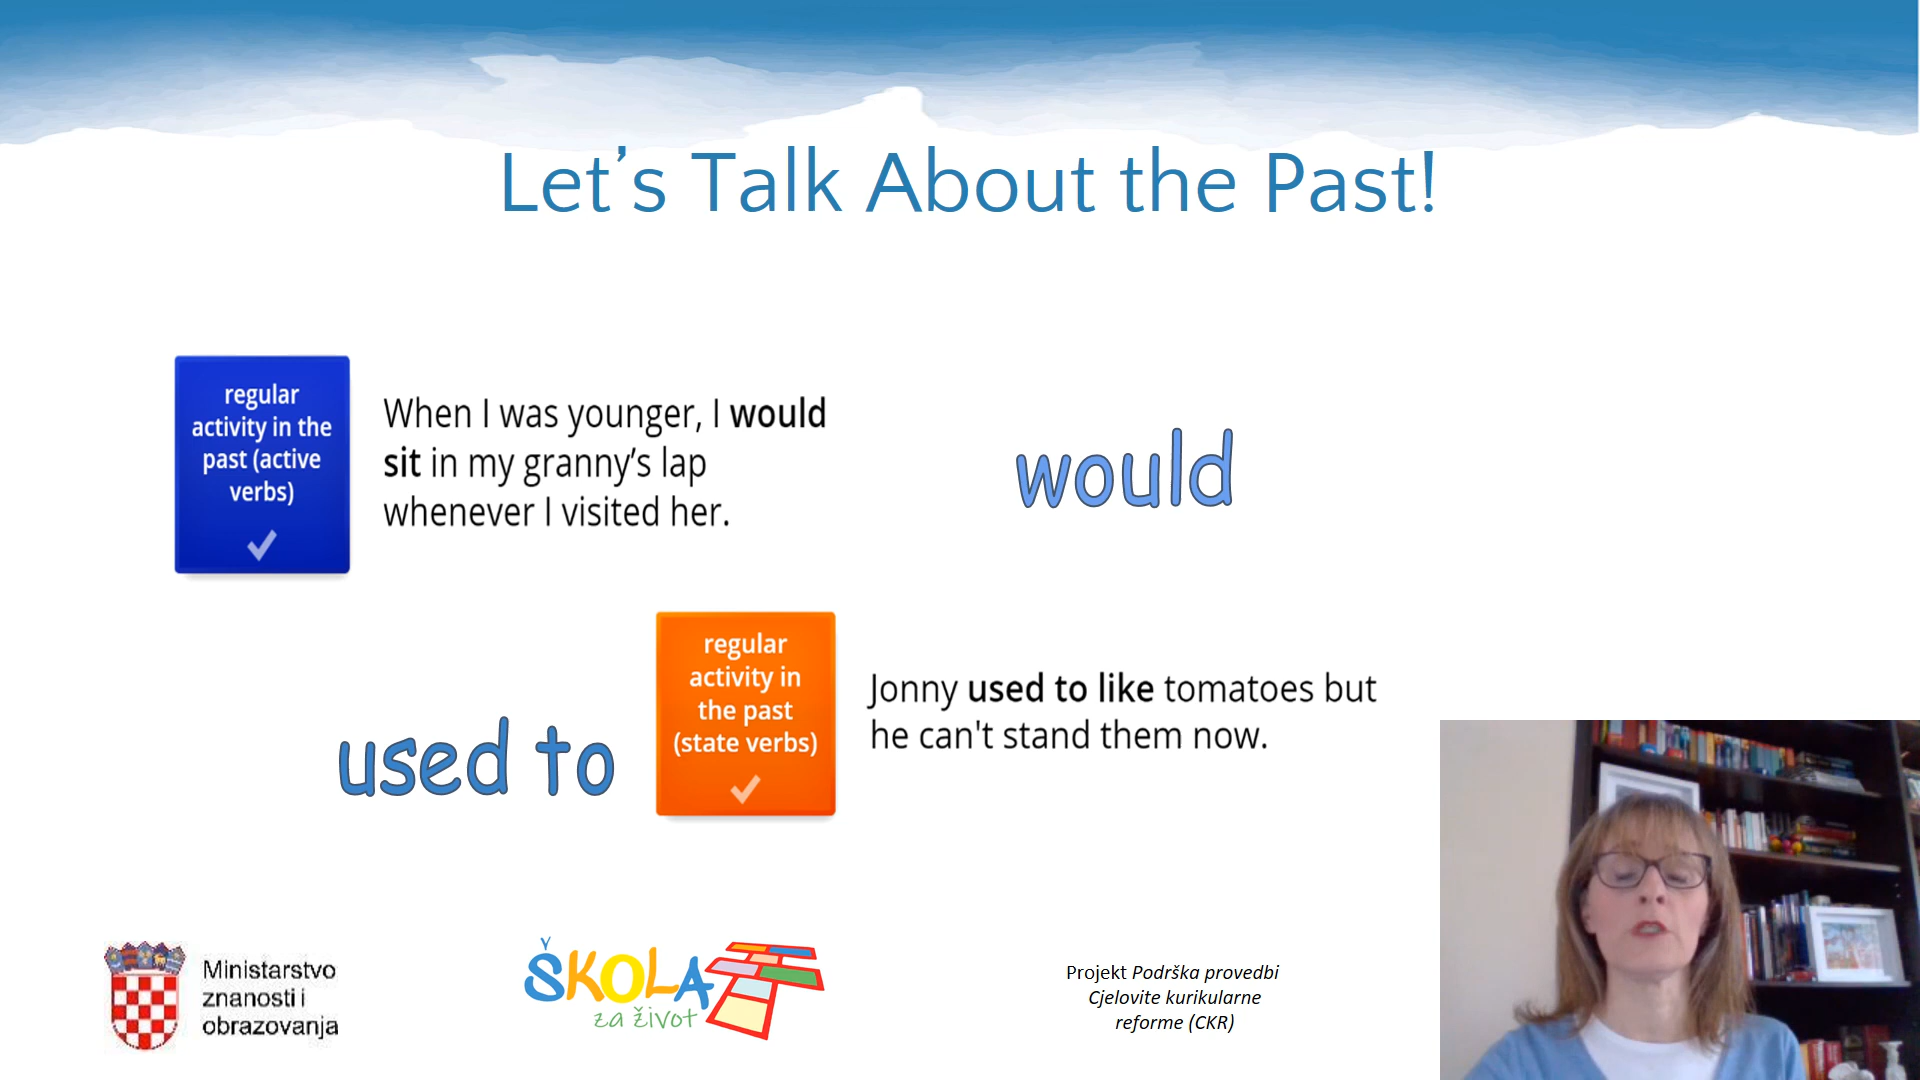 Let’s Talk About the Past!
regular
activity in the
past (active
verbs)
When I was younger, I would
sit in my granny’s lap
whenever I visited her.
would
used to
regular
activity in
the past
(state verbs)
Jonny used to like tomatoes but
he can't stand them now.
Ministarstvo
znanosti i
obrazovanja
ŠKOLA
za život
Projekt Podrška provedbi
Cjelovite kurikularne
reforme (CKR)